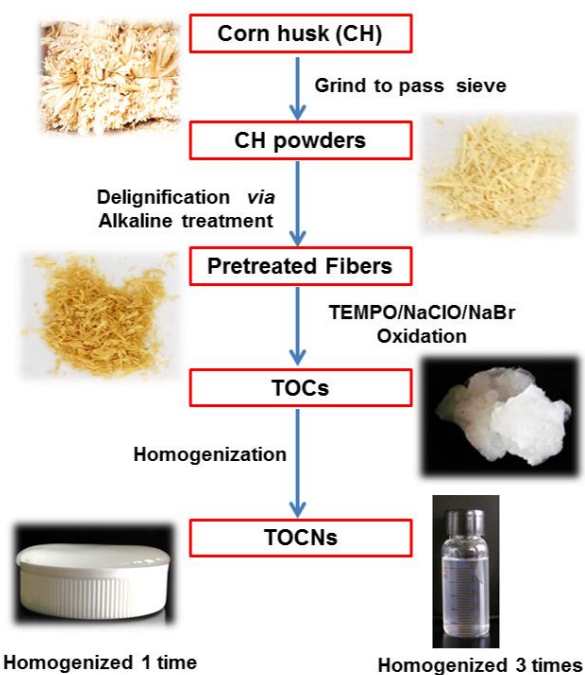 Corn husk (CH)
Grind to pass sieve
CH powders
Delignification via
Alkaline treatment
Pretreated Fibers
TEMPO/NaClO/NaBr
Oxidation
TOCs
Homogenization
TOCNs
Homogenized 1 time
Homogenized 3 times